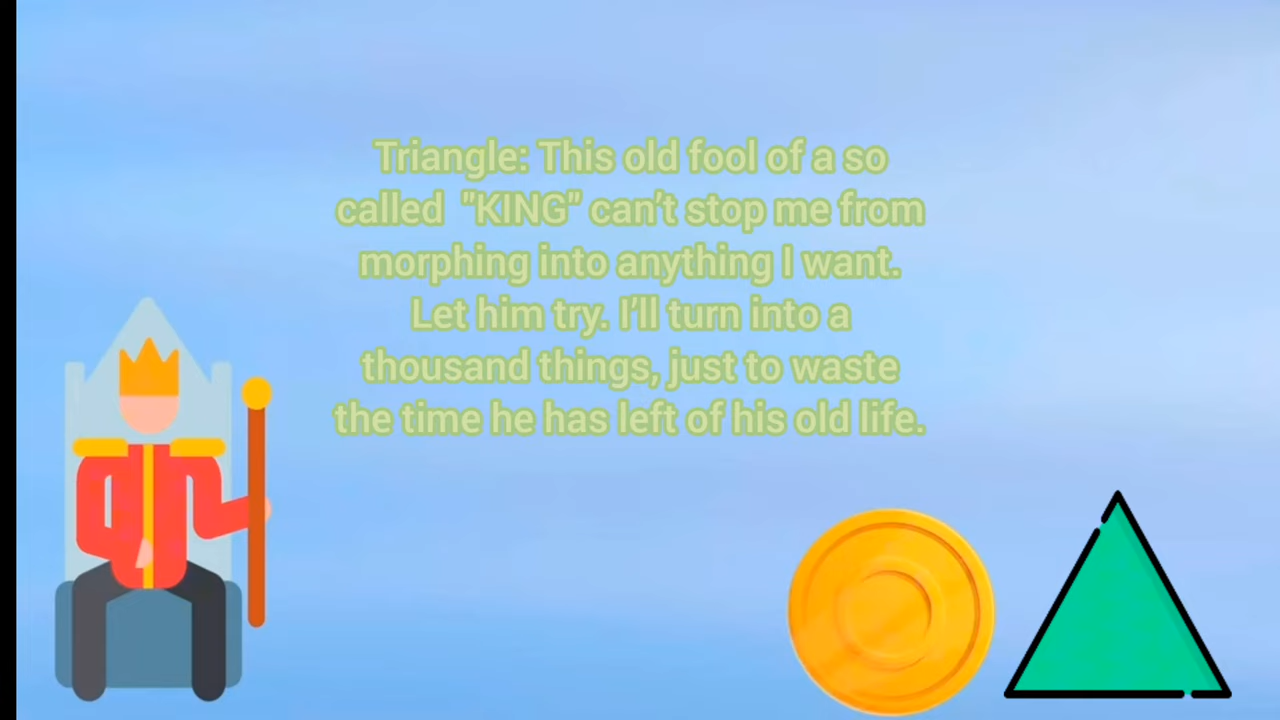 Triangle: This old fool of a so
called  "KING" can't stop me from
morphing into anything I want.
Let him try. I'll turn into a
thousand things, just to waste
the time he has left of his old life.